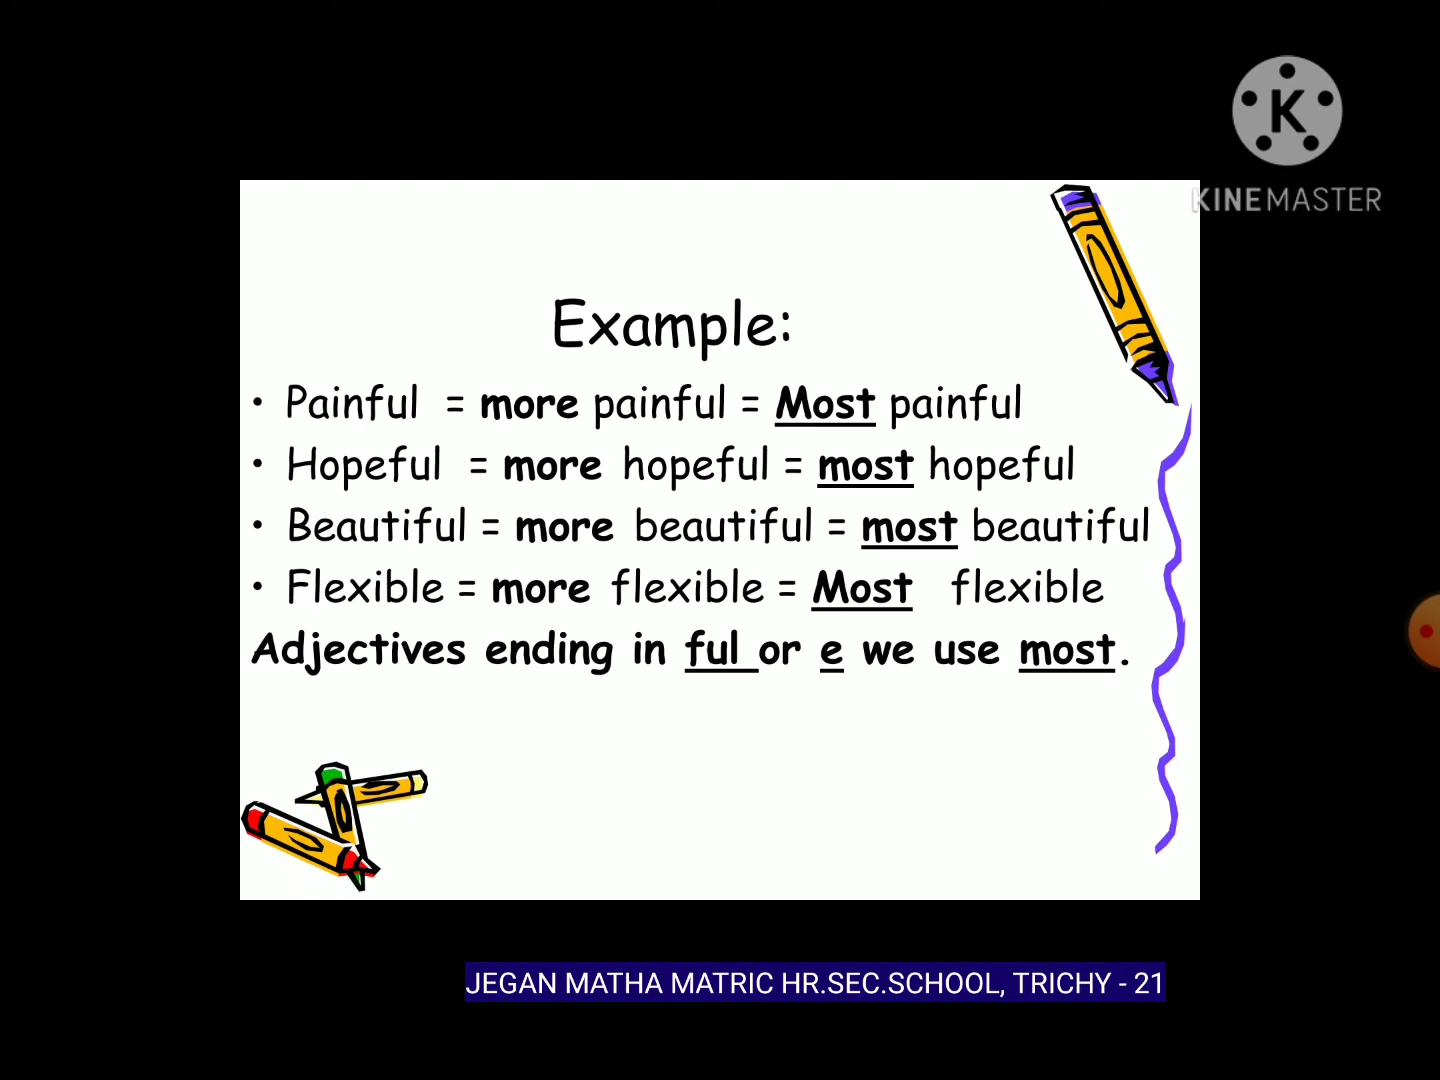 K
KINEMASTER
Example:
• Painful = more painful = Most painful
• Hopeful = more hopeful = most hopeful
• Beautiful = more beautiful = most beautiful
• Flexible = more flexible = Most flexible
Adjectives ending in ful or e we use most.
JEGAN MATHA MATRIC HR.SEC.SCHOOL, TRICHY - 21